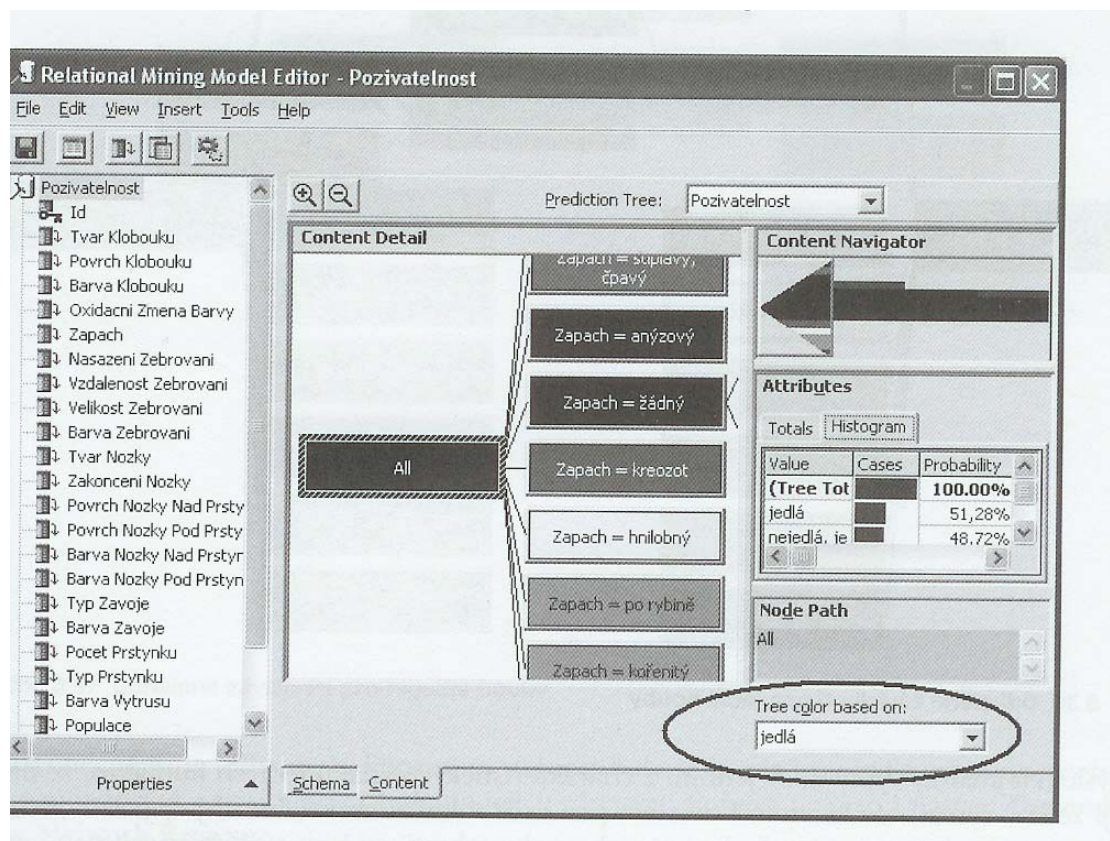 Relational Mining Model Editor - Pozivatelnost
File Edit View Insert Tools Help
Pozivatelnost
Id
Tvar Klobouku
Povrch Klobouku
Barva Klobouku
Oxidacni Zmena Barvy
Zapach
Nasazeni Zebrovani
Vzdalenost Zebrovani
Velikost Zebrovani
Barva Zebrovani
Tvar Nozky
Zakonceni Nozky
Povrch Nozky Nad Prsty
Povrch Nozky Pod Prsty
Barva Nozky Nad Prstyn
Barva Nozky Pod Prstyn
Typ Zavoje
Barva Zavoje
Pocet Prstynku
Typ Prstynku
Barva Vytrusu
Populace
Properties
Prediction Tree: Pozivatelnost
Content Detail
Zapach = štiplavý,
čpavý
Zapach = anýzový
Zapach = žádný
All
Zapach = kreozot
Zapach = hnilobný
Zapach = po rybině
Zapach = kořenitý
Schema Content
Content Navigator
Attributes
Totals Histogram
Value Cases Probability
(Tree Tot 100.00%
jedlá 51,28%
nejedlá, je 48,72%
Node Path
All
Tree color based on:
jedlá